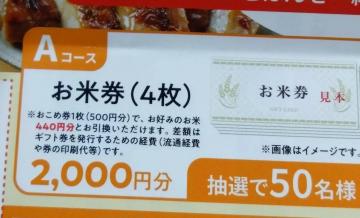 Aコース
お米券(4枚)
※おこめ券1枚(500円分)で、お好みのお米
440円分とお引換いただけます。差額は
ギフト券を発行するための経費(流通経費
や券の印刷代等)です。
2,000円分
お米券 見本
※画像はイメージです。
抽選で50名様